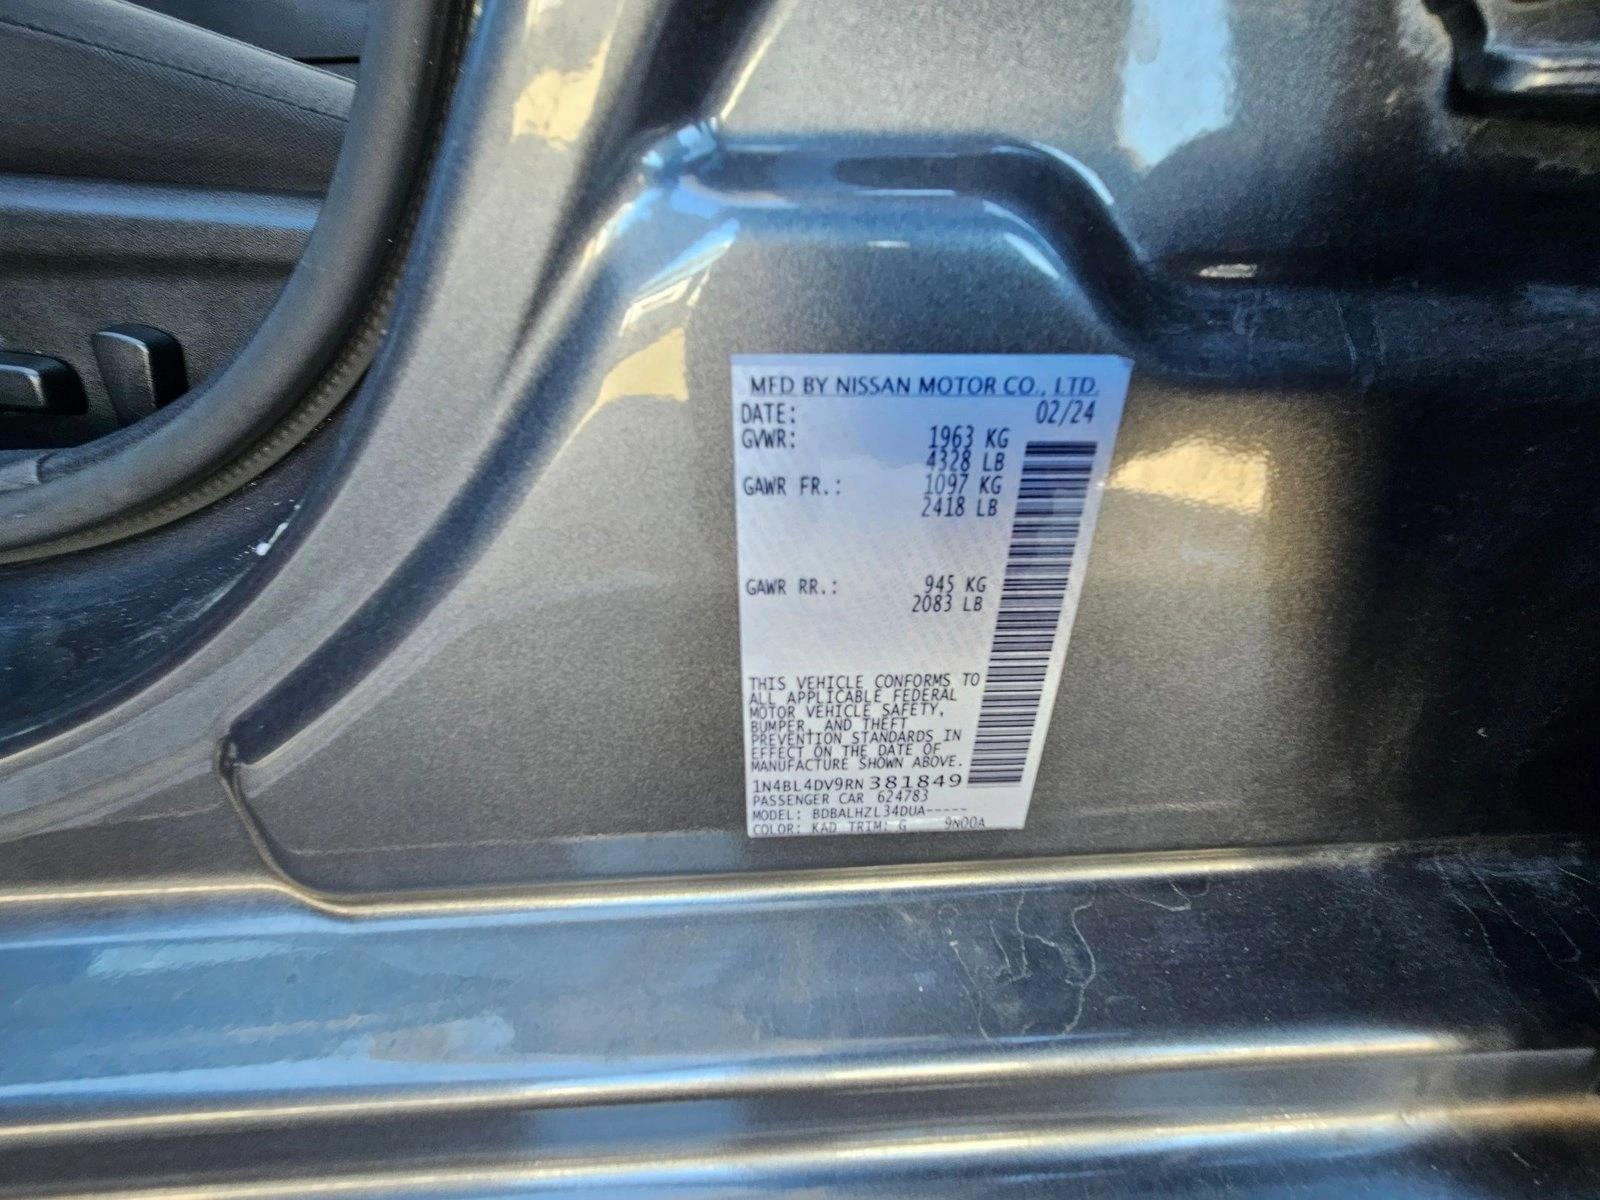 MFD BY NISSAN MOTOR CO., LTD.
DATE: 02/24
GVWR: 1963 KG
4328 LB
GAWR FR.: 1097 KG
2418 LB
GAWR RR.: 945 KG
2083 LB
THIS VEHICLE CONFORMS TO
ALL APPLICABLE FEDERAL
MOTOR VEHICLE SAFETY,
BUMPER, AND THEFT
PREVENTION STANDARDS IN
EFFECT ON THE DATE OF
MANUFACTURE SHOWN ABOVE.
1N4BL4DV9RN381849
PASSENGER CAR 624783
MODEL: BDBALHZL34DUA-----
COLOR: KAD TRIM: G 9N00A